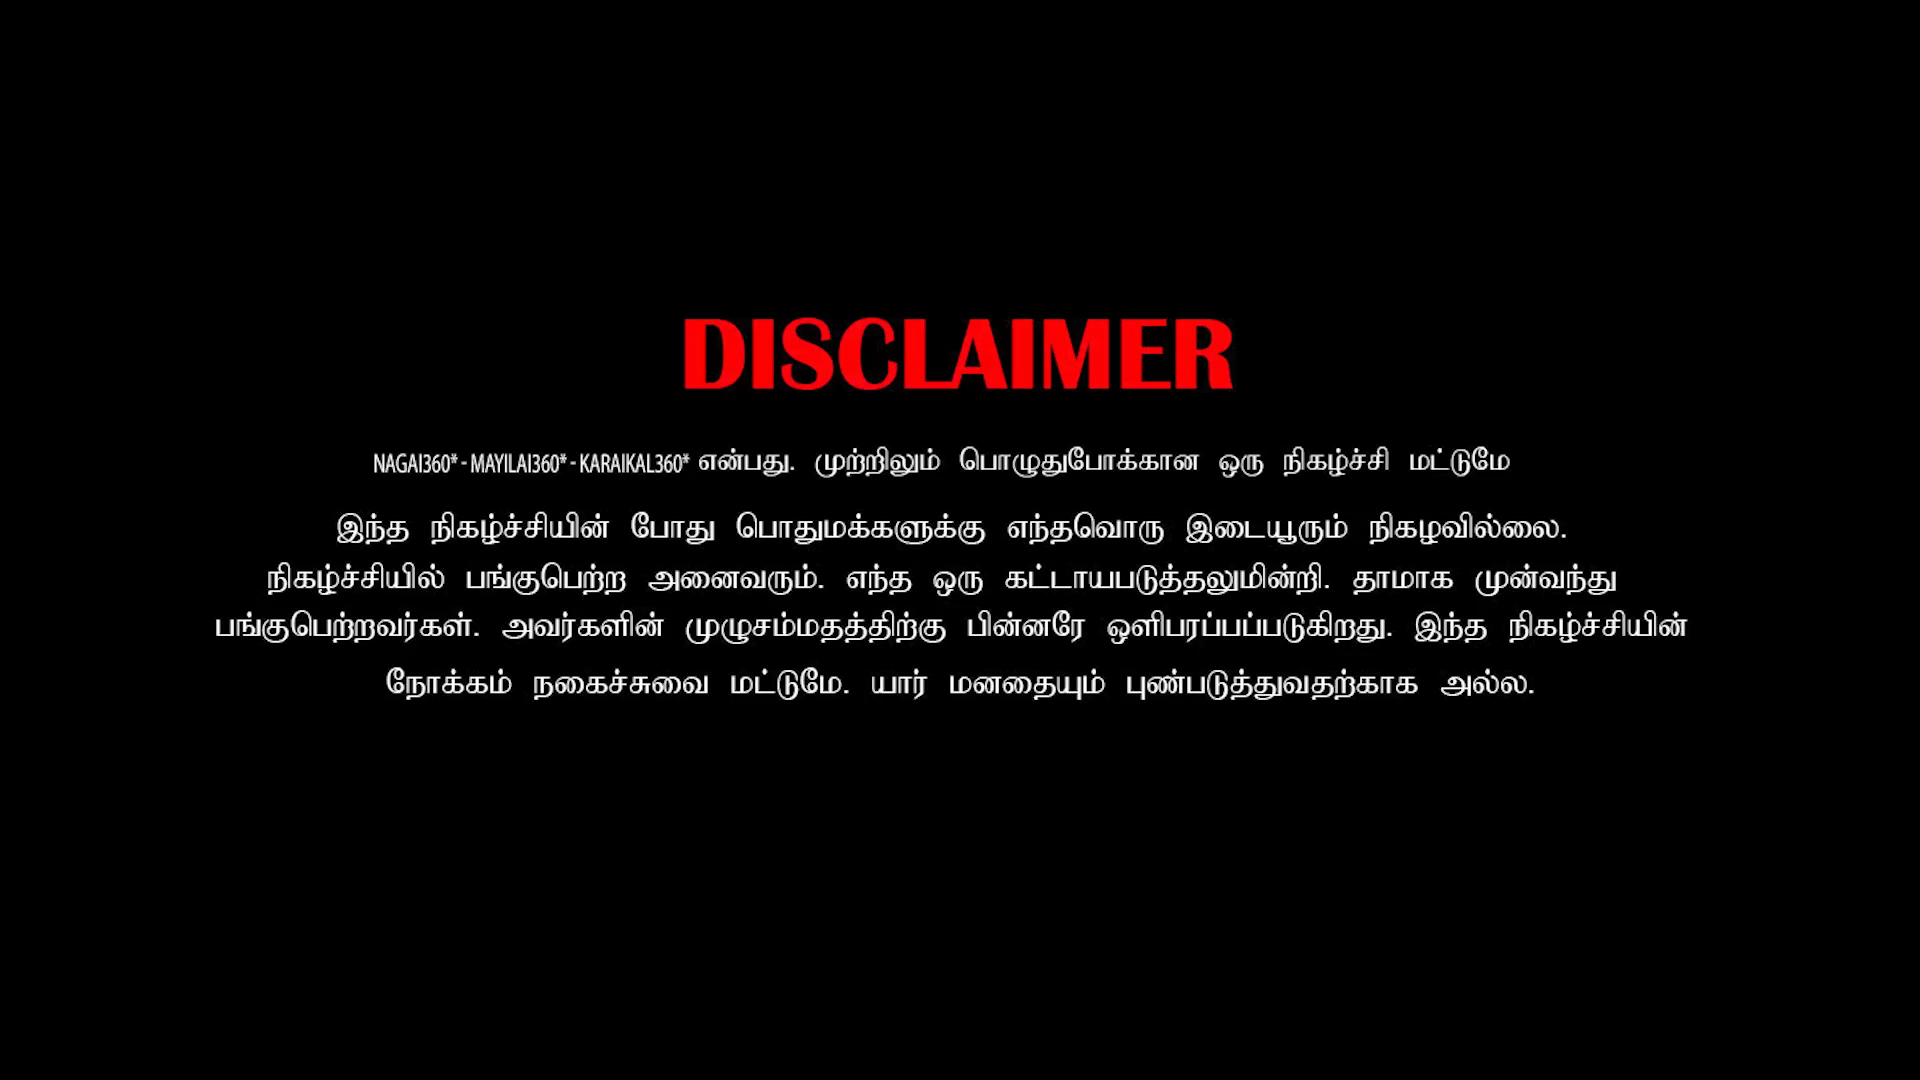 DISCLAIMER
NAGAI360* - MAYILAI360* - KARAIKAL360* என்பது. முற்றிலும் பொழுதுபோக்கான ஒரு நிகழ்ச்சி மட்டுமே
இந்த நிகழ்ச்சியின் போது பொதுமக்களுக்கு எந்தவொரு இடையூரும் நிகழவில்லை.
நிகழ்ச்சியில் பங்குபெற்ற அனைவரும். எந்த ஒரு கட்டாயபடுத்தலுமின்றி. தாமாக முன்வந்து
பங்குபெற்றவர்கள். அவர்களின் முழுசம்மதத்திற்கு பின்னரே ஒளிபரப்பப்படுகிறது. இந்த நிகழ்ச்சியின்
நோக்கம் நகைச்சுவை மட்டுமே. யார் மனதையும் புண்படுத்துவதற்காக அல்ல.